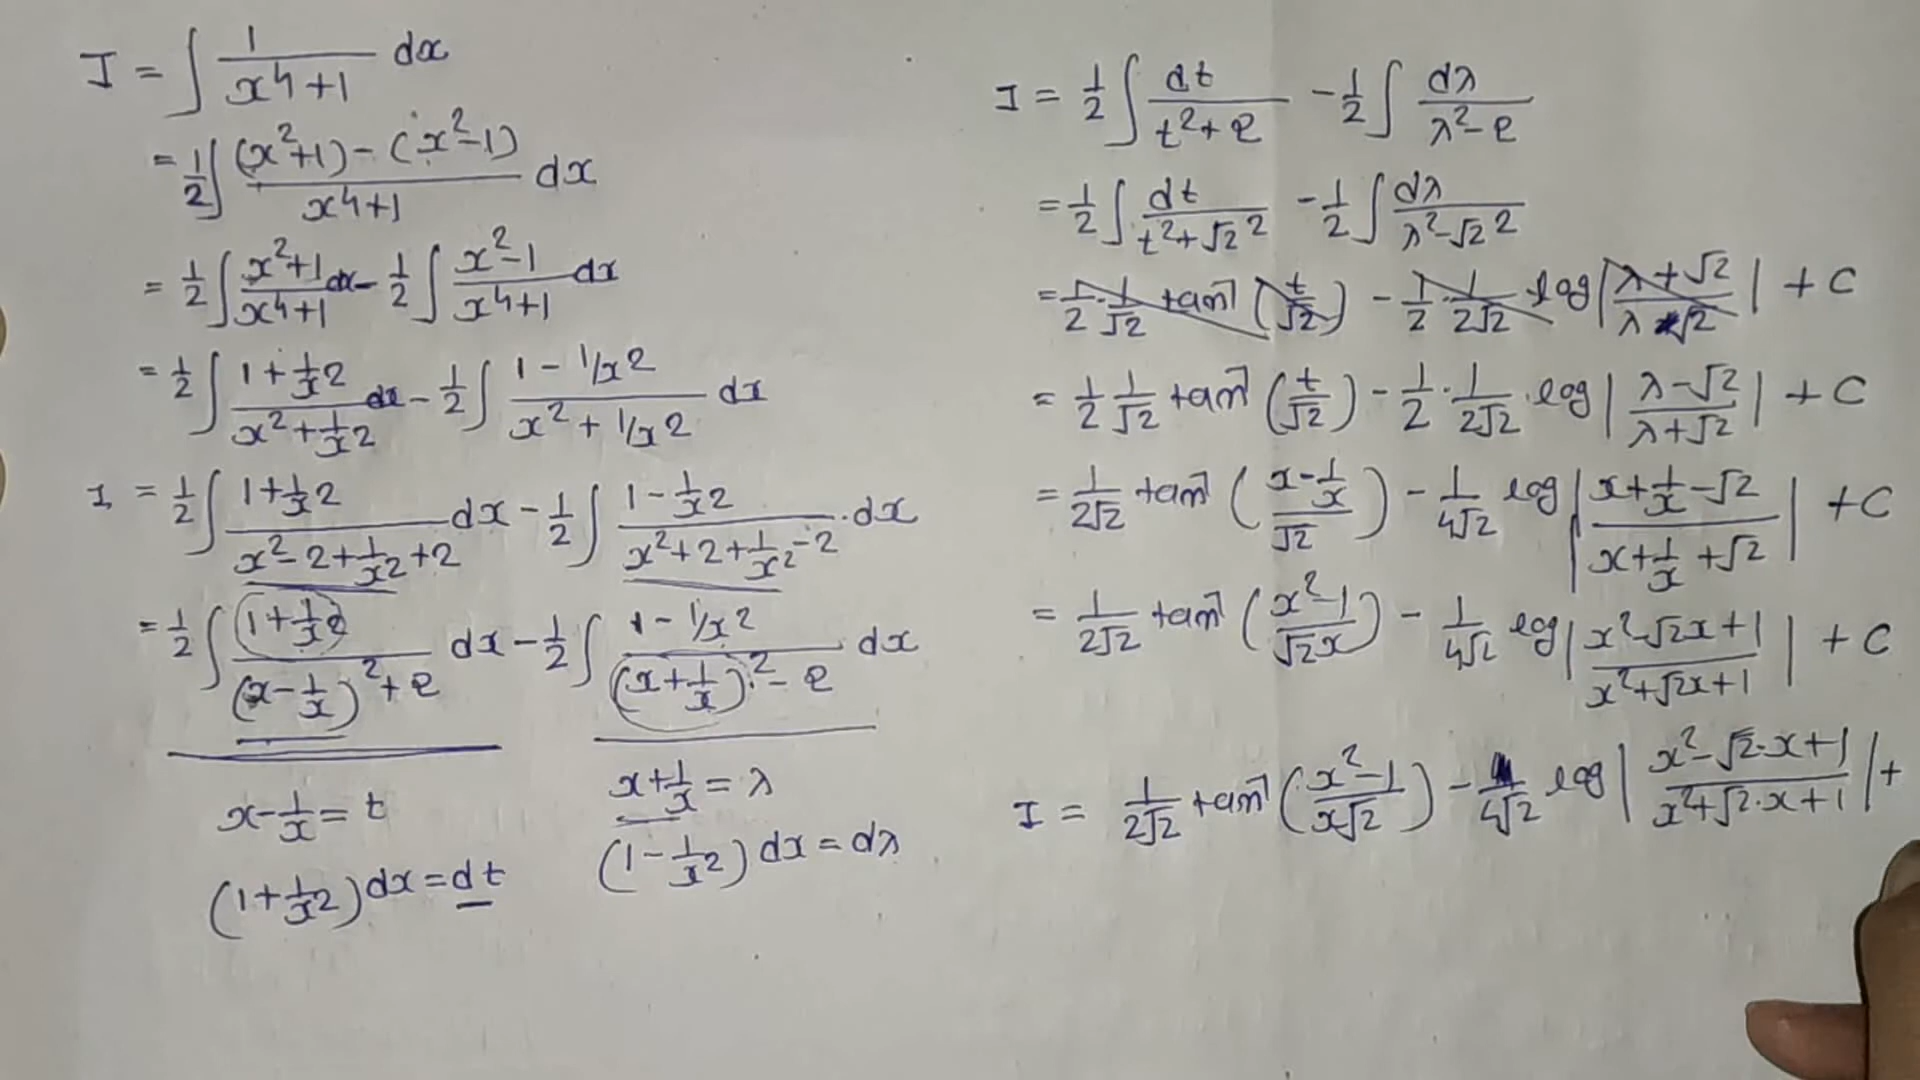 I = ∫ 1/(x⁴+1) dx
= 1/2 ∫ ((x²+1) - (x²-1))/(x⁴+1) dx
= 1/2 ∫ (x²+1)/(x⁴+1) dx - 1/2 ∫ (x²-1)/(x⁴+1) dx
= 1/2 ∫ (1+1/x²)/(x²+1/x²) dx - 1/2 ∫ (1-1/x²)/(x²+1/x²) dx
I = 1/2 ∫ (1+1/x²)/(x²-2+1/x²+2) dx - 1/2 ∫ (1-1/x²)/(x²+2+1/x²-2) .dx
= 1/2 ∫ (1+1/x²)/((x-1/x)²+2) dx - 1/2 ∫ (1-1/x²)/((x+1/x)²-2) dx
x-1/x = t
(1+1/x²)dx = dt
x+1/x = λ
(1-1/x²)dx = dλ
I = 1/2 ∫ dt/(t²+2) - 1/2 ∫ dλ/(λ²-2)
= 1/2 ∫ dt/(t²+√2²) - 1/2 ∫ dλ/(λ²-√2²)
= 1/2 · 1/√2 tan⁻¹(t/√2) - 1/2 · 1/2√2 · log|(λ+√2)/(λ-√2)| + C
= 1/2 1/√2 tan⁻¹(t/√2) - 1/2 · 1/2√2 · log|(λ-√2)/(λ+√2)| + C
= 1/2√2 tan⁻¹((x-1/x)/√2) - 1/4√2 log|(x+1/x-√2)/(x+1/x+√2)| + C
= 1/2√2 tan⁻¹((x²-1)/√2x) - 1/4√2 log|(x²-√2x+1)/(x²+√2x+1)| + C
I = 1/2√2 tan⁻¹((x²-1)/x√2) - 1/4√2 log|(x²-√2·x+1)/(x²+√2·x+1)| +